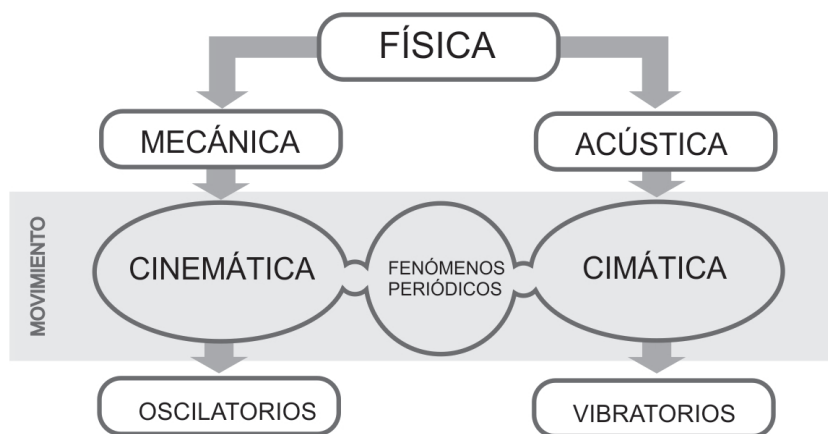 FÍSICA
MECÁNICA
ACÚSTICA
MOVIMIENTO
CINEMÁTICA
FENÓMENOS
PERIÓDICOS
CIMÁTICA
OSCILATORIOS
VIBRATORIOS